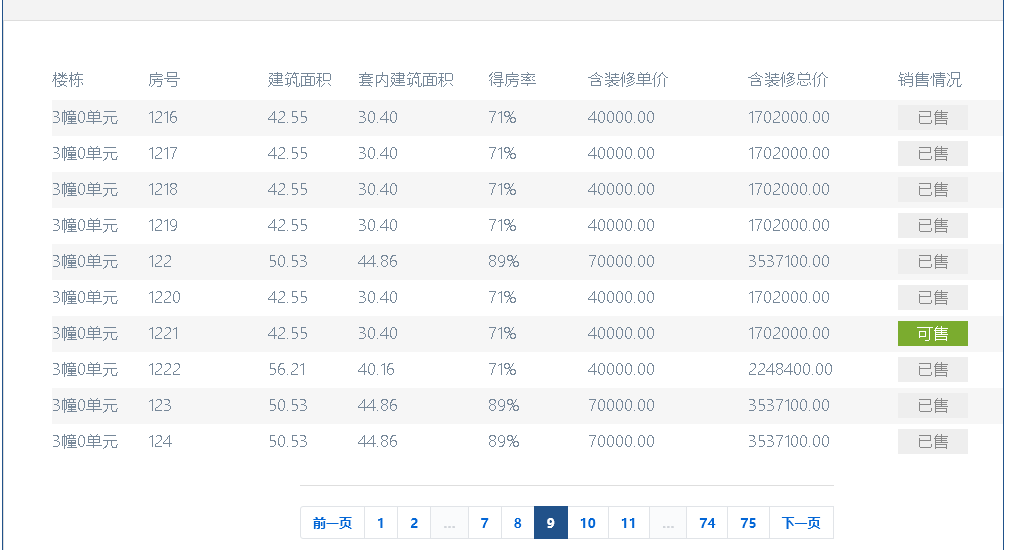 楼栋 房号 建筑面积 套内建筑面积 得房率 含装修单价 含装修总价 销售情况
3幢0单元 1216 42.55 30.40 71% 40000.00 1702000.00 已售
3幢0单元 1217 42.55 30.40 71% 40000.00 1702000.00 已售
3幢0单元 1218 42.55 30.40 71% 40000.00 1702000.00 已售
3幢0单元 1219 42.55 30.40 71% 40000.00 1702000.00 已售
3幢0单元 122 50.53 44.86 89% 70000.00 3537100.00 已售
3幢0单元 1220 42.55 30.40 71% 40000.00 1702000.00 已售
3幢0单元 1221 42.55 30.40 71% 40000.00 1702000.00 可售
3幢0单元 1222 56.21 40.16 71% 40000.00 2248400.00 已售
3幢0单元 123 50.53 44.86 89% 70000.00 3537100.00 已售
3幢0单元 124 50.53 44.86 89% 70000.00 3537100.00 已售
前一页 1 2 ... 7 8 9 10 11 ... 74 75 下一页